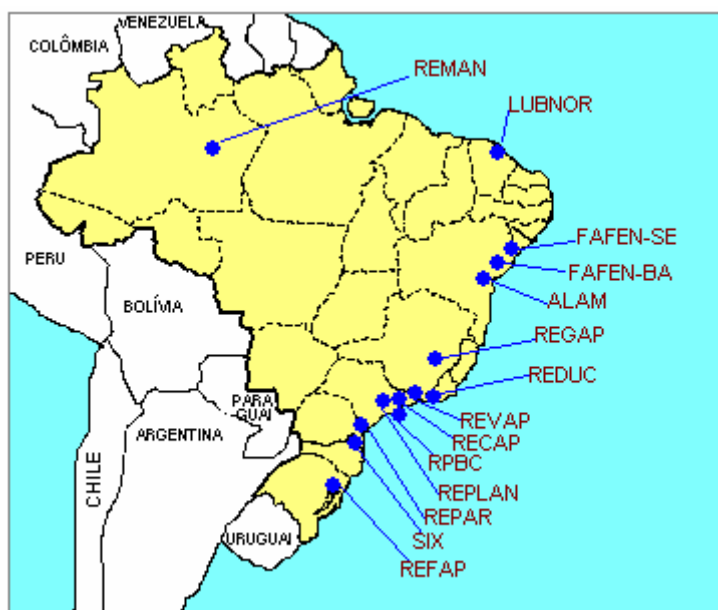 VENEZUELA
COLÔMBIA
REMAN
LUBNOR
FAFEN-SE
PERU
FAFEN-BA
BOLÍVIA
ALAM
REGAP
REDUC
PARA
GUAI
REVAP
ARGENTINA
RECAP
RPBC
CHILE
REPLAN
REPAR
URUGUAI
SIX
REFAP